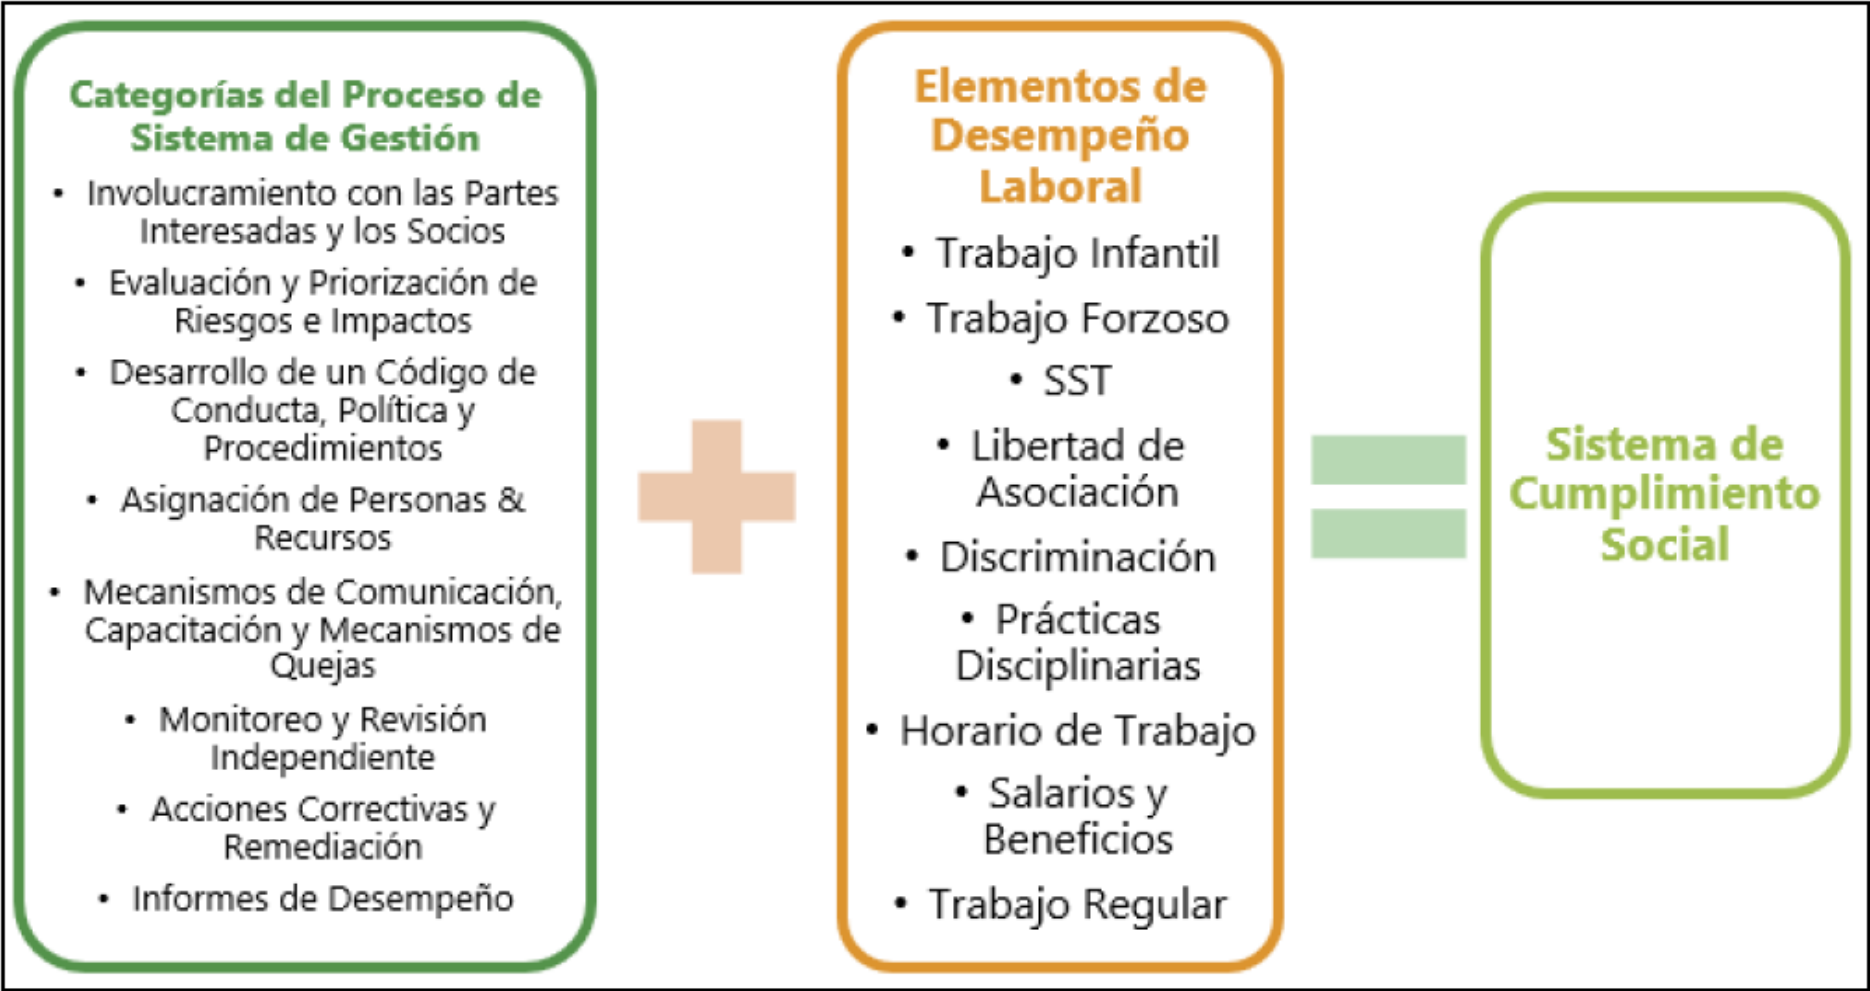 Categorías del Proceso de
Sistema de Gestión
• Involucramiento con las Partes
Interesadas y los Socios
• Evaluación y Priorización de
Riesgos e Impactos
• Desarrollo de un Código de
Conducta, Política y
Procedimientos
• Asignación de Personas &
Recursos
• Mecanismos de Comunicación,
Capacitación y Mecanismos de
Quejas
• Monitoreo y Revisión
Independiente
• Acciones Correctivas y
Remediación
• Informes de Desempeño
Elementos de
Desempeño
Laboral
• Trabajo Infantil
• Trabajo Forzoso
• SST
• Libertad de
Asociación
• Discriminación
• Prácticas
Disciplinarias
• Horario de Trabajo
• Salarios y
Beneficios
• Trabajo Regular
Sistema de
Cumplimiento
Social